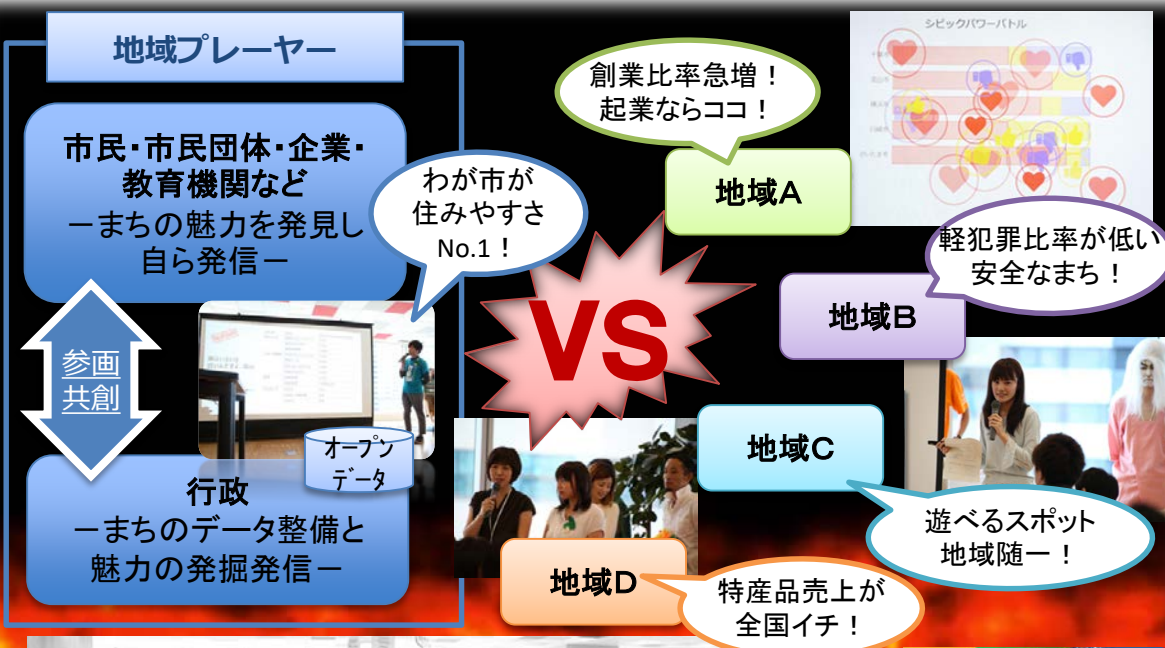 地域プレーヤー
市民・市民団体・企業・
教育機関など
－まちの魅力を発見し
自ら発信－
参画
共創
行政
－まちのデータ整備と
魅力の発掘発信－
オープン
データ
わが市が
住みやすさ
No.1！
VS
創業比率急増！
起業ならココ！
地域A
シビックパワーバトル
軽犯罪比率が低い
安全なまち！
地域B
地域C
遊べるスポット
地域随一！
地域D
特産品売上が
全国イチ！